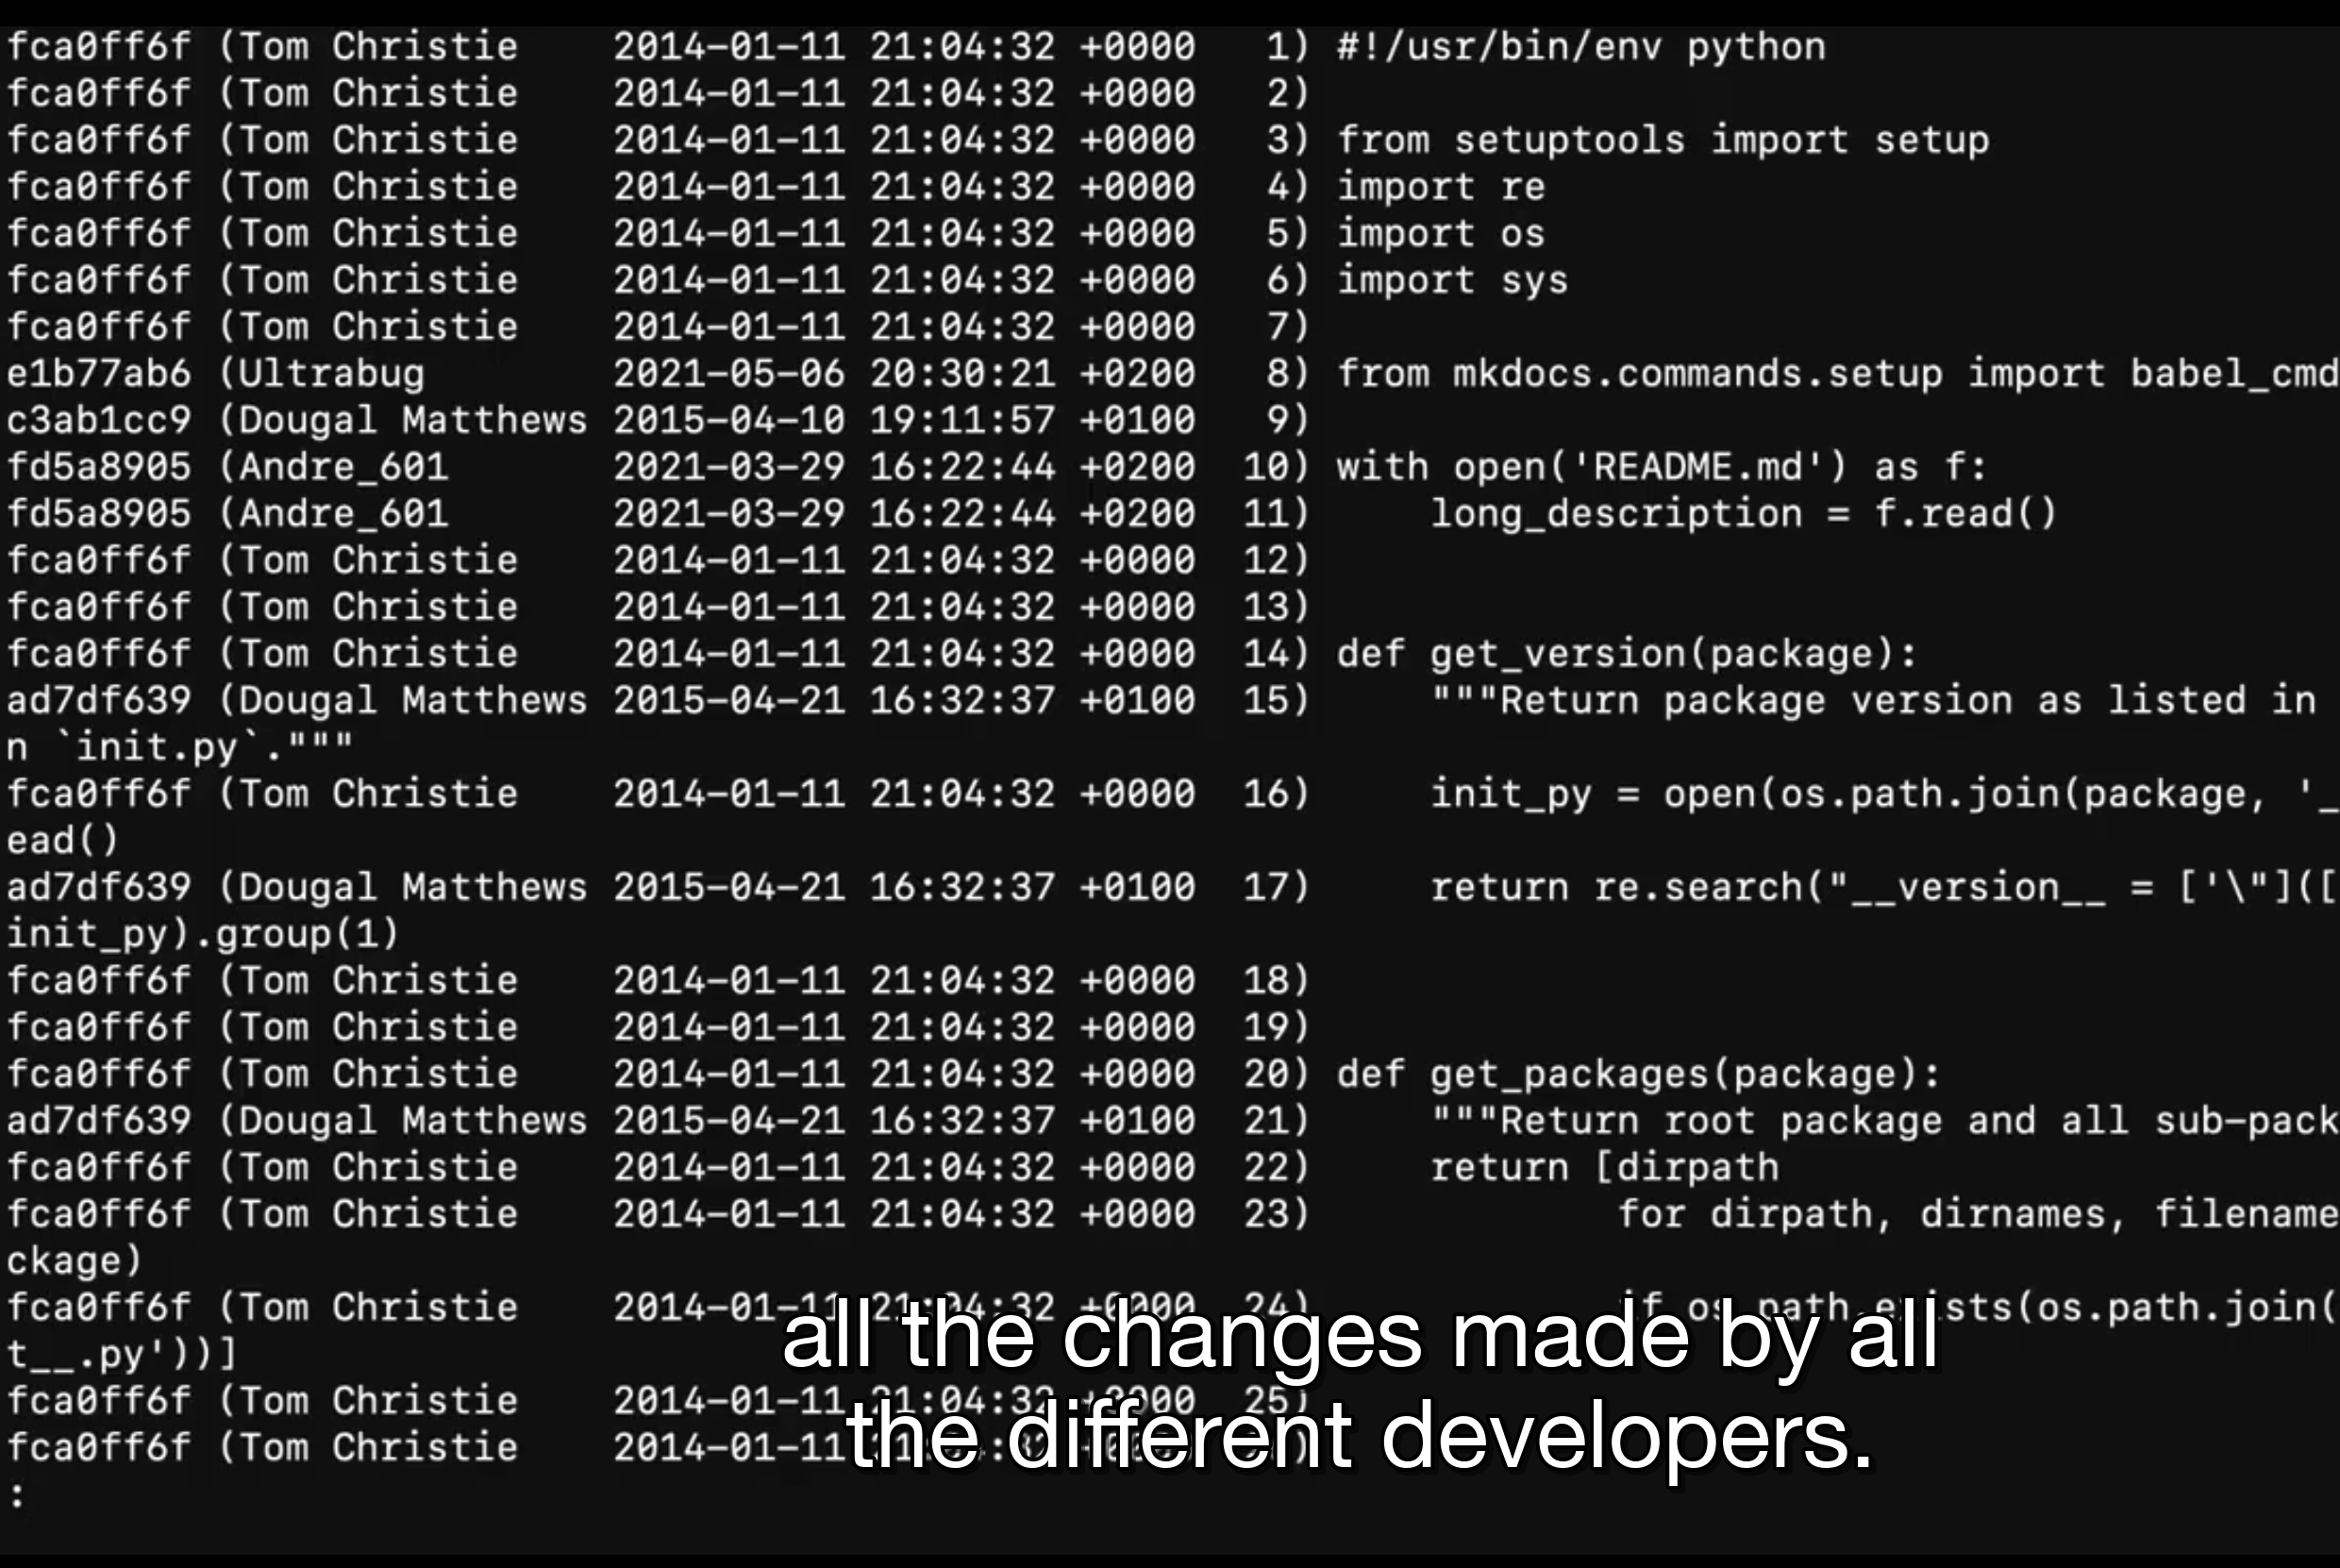 fca0ff6f (Tom Christie    2014-01-11 21:04:32 +0000   1) #!/usr/bin/env python
fca0ff6f (Tom Christie    2014-01-11 21:04:32 +0000   2)
fca0ff6f (Tom Christie    2014-01-11 21:04:32 +0000   3) from setuptools import setup
fca0ff6f (Tom Christie    2014-01-11 21:04:32 +0000   4) import re
fca0ff6f (Tom Christie    2014-01-11 21:04:32 +0000   5) import os
fca0ff6f (Tom Christie    2014-01-11 21:04:32 +0000   6) import sys
fca0ff6f (Tom Christie    2014-01-11 21:04:32 +0000   7)
e1b77ab6 (Ultrabug        2021-05-06 20:30:21 +0200   8) from mkdocs.commands.setup import babel_cmd
c3ab1cc9 (Dougal Matthews 2015-04-10 19:11:57 +0100   9)
fd5a8905 (Andre_601       2021-03-29 16:22:44 +0200  10) with open('README.md') as f:
fd5a8905 (Andre_601       2021-03-29 16:22:44 +0200  11)     long_description = f.read()
fca0ff6f (Tom Christie    2014-01-11 21:04:32 +0000  12)
fca0ff6f (Tom Christie    2014-01-11 21:04:32 +0000  13)
fca0ff6f (Tom Christie    2014-01-11 21:04:32 +0000  14) def get_version(package):
ad7df639 (Dougal Matthews 2015-04-21 16:32:37 +0100  15)     """Return package version as listed in
n `init.py`."""
fca0ff6f (Tom Christie    2014-01-11 21:04:32 +0000  16)     init_py = open(os.path.join(package, '_
ead()
ad7df639 (Dougal Matthews 2015-04-21 16:32:37 +0100  17)     return re.search("__version__ = ['\"]([
init_py).group(1)
fca0ff6f (Tom Christie    2014-01-11 21:04:32 +0000  18)
fca0ff6f (Tom Christie    2014-01-11 21:04:32 +0000  19)
fca0ff6f (Tom Christie    2014-01-11 21:04:32 +0000  20) def get_packages(package):
ad7df639 (Dougal Matthews 2015-04-21 16:32:37 +0100  21)     """Return root package and all sub-pack
fca0ff6f (Tom Christie    2014-01-11 21:04:32 +0000  22)     return [dirpath
fca0ff6f (Tom Christie    2014-01-11 21:04:32 +0000  23)             for dirpath, dirnames, filename
ckage)
fca0ff6f (Tom Christie    2014-01-11 21:04:32 +0000  24)             if os.path.exists(os.path.join(
t__.py'))]
fca0ff6f (Tom Christie    2014-01-11 21:04:32 +0000  25)
fca0ff6f (Tom Christie    2014-01-11
:
all the changes made by all
the different developers.